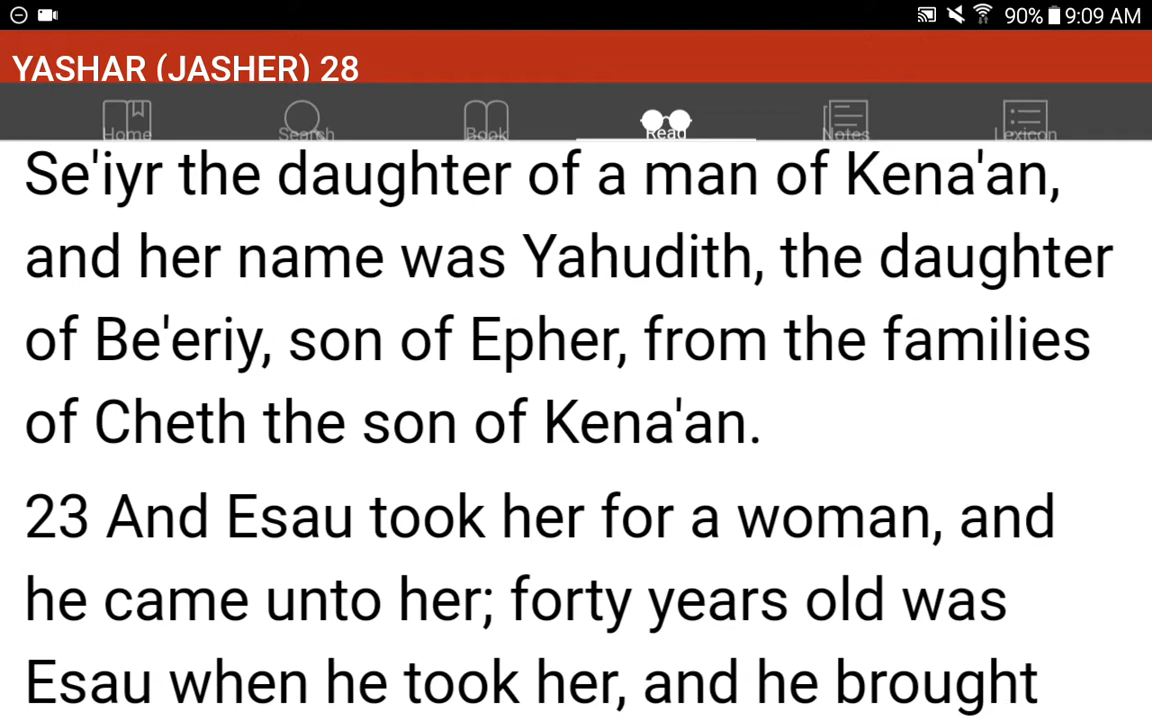 90% 9:09 AM
YASHAR (JASHER) 28
Home Search Book Read Notes Lexicon
Se'iyr the daughter of a man of Kena'an,
and her name was Yahudith, the daughter
of Be'eriy, son of Epher, from the families
of Cheth the son of Kena'an.
23 And Esau took her for a woman, and
he came unto her; forty years old was
Esau when he took her, and he brought